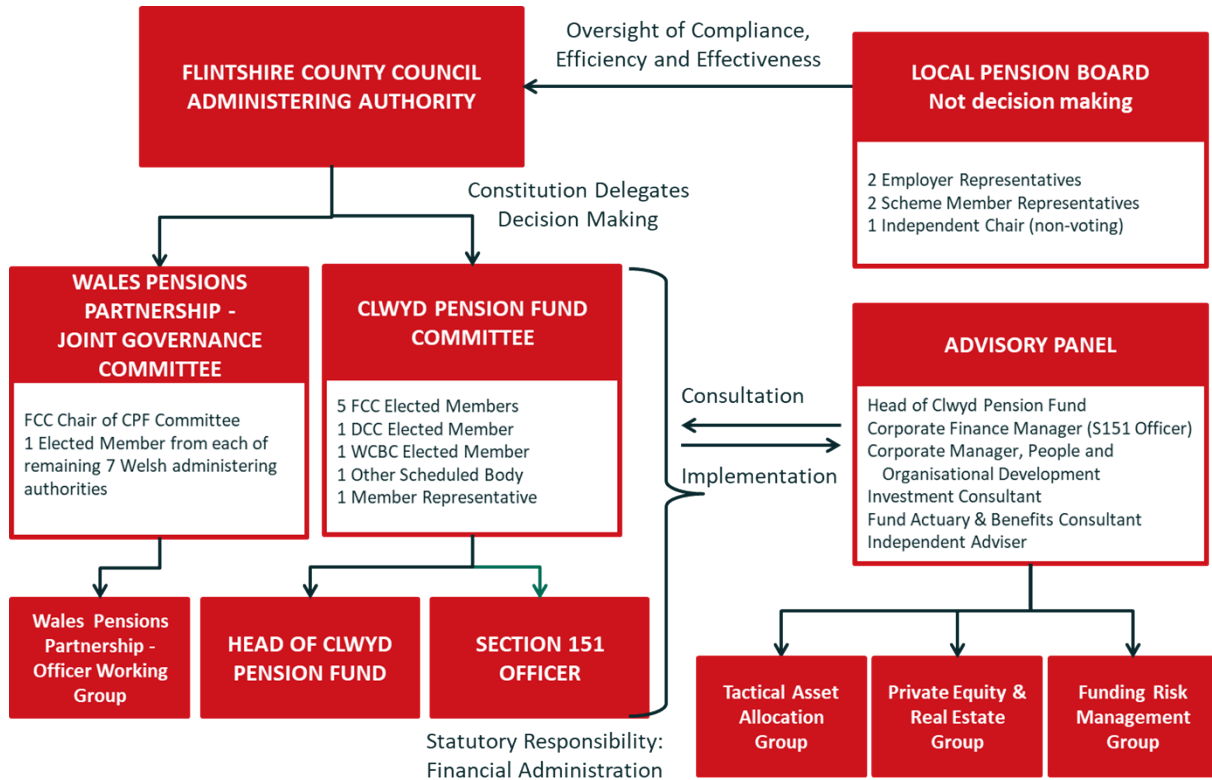 FLINTSHIRE COUNTY COUNCIL
ADMINISTERING AUTHORITY
Oversight of Compliance,
Efficiency and Effectiveness
LOCAL PENSION BOARD
Not decision making
2 Employer Representatives
2 Scheme Member Representatives
1 Independent Chair (non-voting)
Constitution Delegates
Decision Making
WALES PENSIONS
PARTNERSHIP -
JOINT GOVERNANCE
COMMITTEE
FCC Chair of CPF Committee
1 Elected Member from each of
remaining 7 Welsh administering
authorities
CLWYD PENSION FUND
COMMITTEE
5 FCC Elected Members
1 DCC Elected Member
1 WCBC Elected Member
1 Other Scheduled Body
1 Member Representative
Consultation
Implementation
ADVISORY PANEL
Head of Clwyd Pension Fund
Corporate Finance Manager (S151 Officer)
Corporate Manager, People and
Organisational Development
Investment Consultant
Fund Actuary & Benefits Consultant
Independent Adviser
Wales Pensions
Partnership -
Officer Working
Group
HEAD OF CLWYD
PENSION FUND
SECTION 151
OFFICER
Statutory Responsibility:
Financial Administration
Tactical Asset
Allocation
Group
Private Equity &
Real Estate
Group
Funding Risk
Management
Group